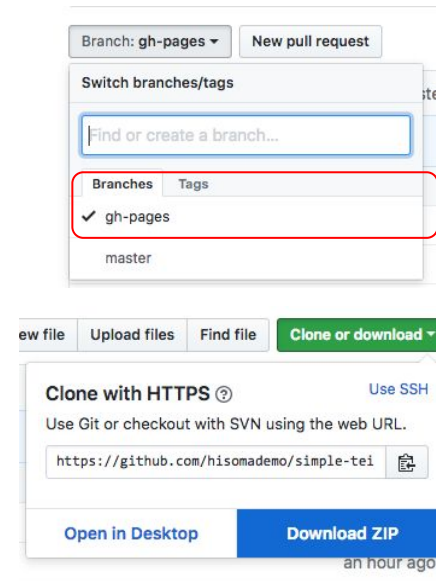 Branch: gh-pages New pull request
Switch branches/tags
Find or create a branch...
Branches Tags
gh-pages
master
ew file Upload files Find file Clone or download
Clone with HTTPS Use SSH
Use Git or checkout with SVN using the web URL.
https://github.com/hisomademo/simple-tei
Open in Desktop Download ZIP
an hour ago